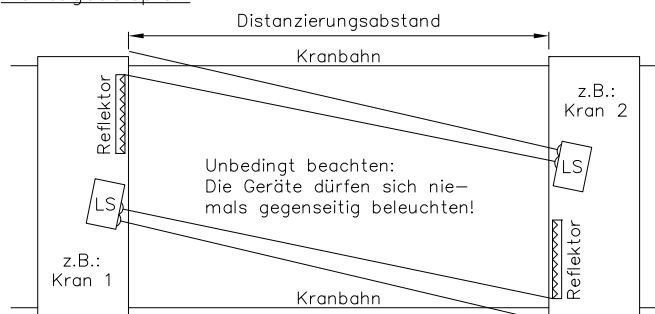 Distanzierungsabstand
Kranbahn
Reflektor
z.B.:
Kran 2
LS
Unbedingt beachten:
Die Geräte dürfen sich nie–
mals gegenseitig beleuchten!
LS
z.B.:
Kran 1
Reflektor
Kranbahn